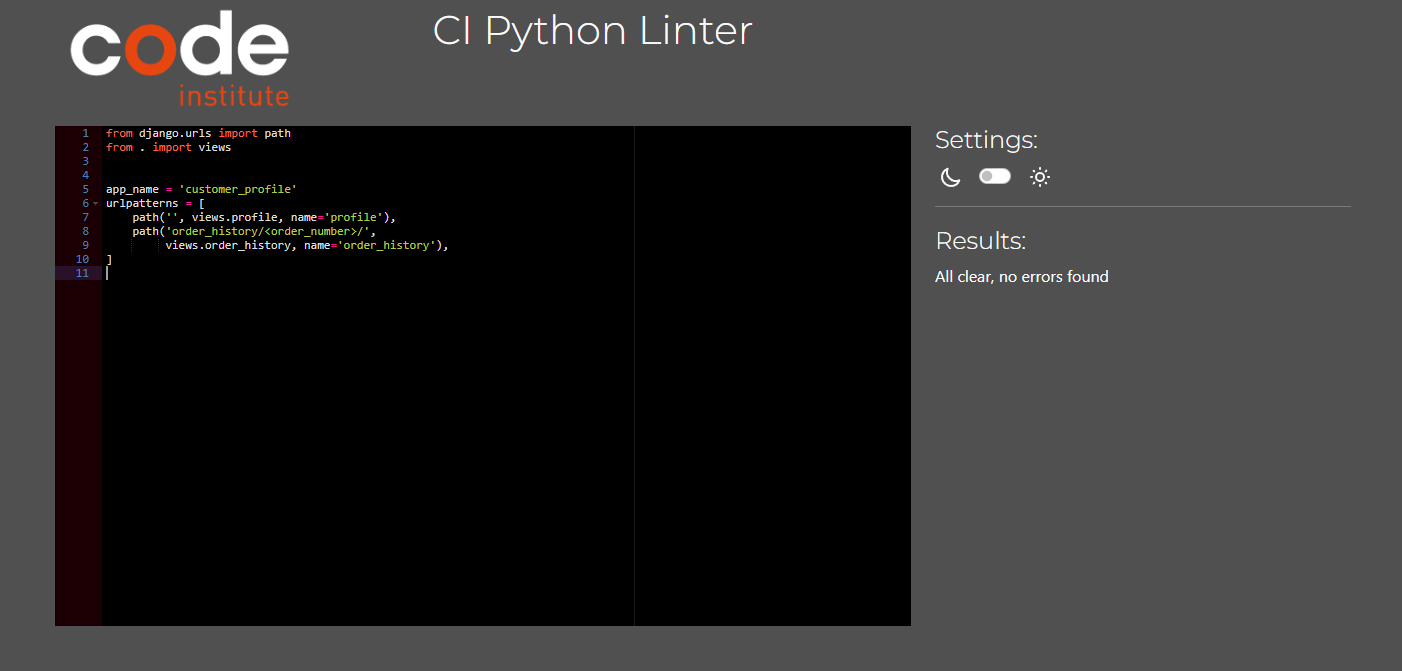 code
institute
CI Python Linter
1 from django.urls import path
2 from . import views
3
4
5 app_name = 'customer_profile'
6 urlpatterns = [
7     path('', views.profile, name='profile'),
8     path('order_history/<order_number>/',
9          views.order_history, name='order_history'),
10 ]
11
Settings:
Results:
All clear, no errors found